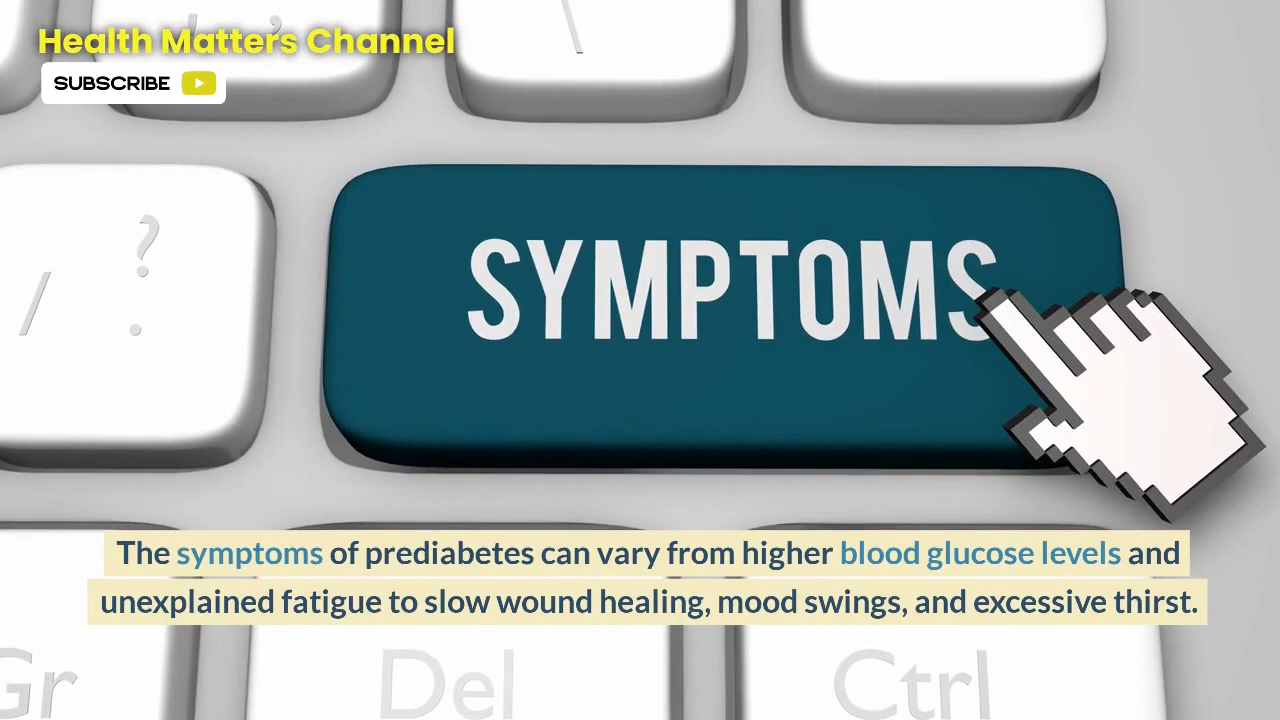 Health Matters Channel
SUBSCRIBE
?
/ .
SYMPTOMS
The symptoms of prediabetes can vary from higher blood glucose levels and
unexplained fatigue to slow wound healing, mood swings, and excessive thirst.
Gr Del Ctrl